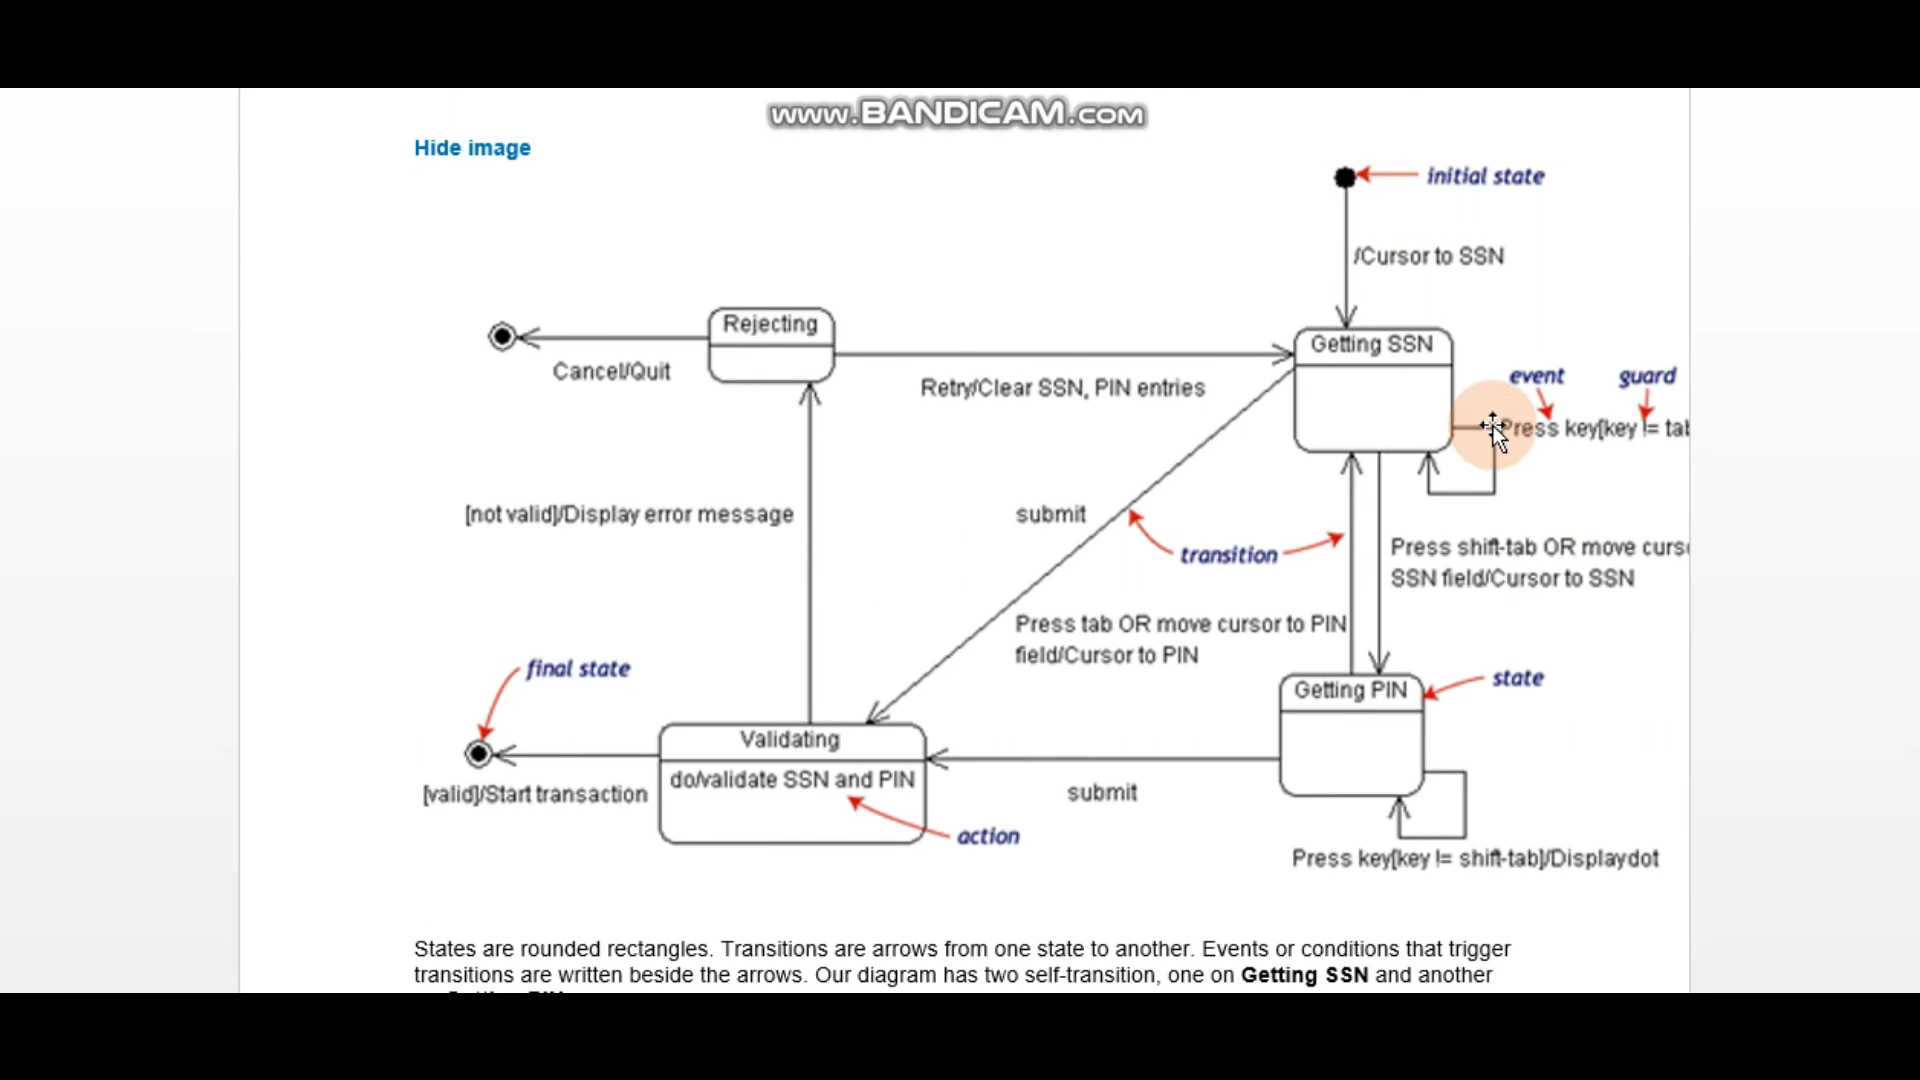 www.BANDICAM.com
Hide image
initial state
/Cursor to SSN
Rejecting
Getting SSN
Cancel/Quit
Retry/Clear SSN, PIN entries
event
guard
Press key[key != tab
[not valid]/Display error message
submit
transition
Press shift-tab OR move curs
SSN field/Cursor to SSN
Press tab OR move cursor to PIN
field/Cursor to PIN
final state
Getting PIN
state
Validating
do/validate SSN and PIN
[valid]/Start transaction
submit
action
Press key[key != shift-tab]/Displaydot
States are rounded rectangles. Transitions are arrows from one state to another. Events or conditions that trigger
transitions are written beside the arrows. Our diagram has two self-transition, one on Getting SSN and another